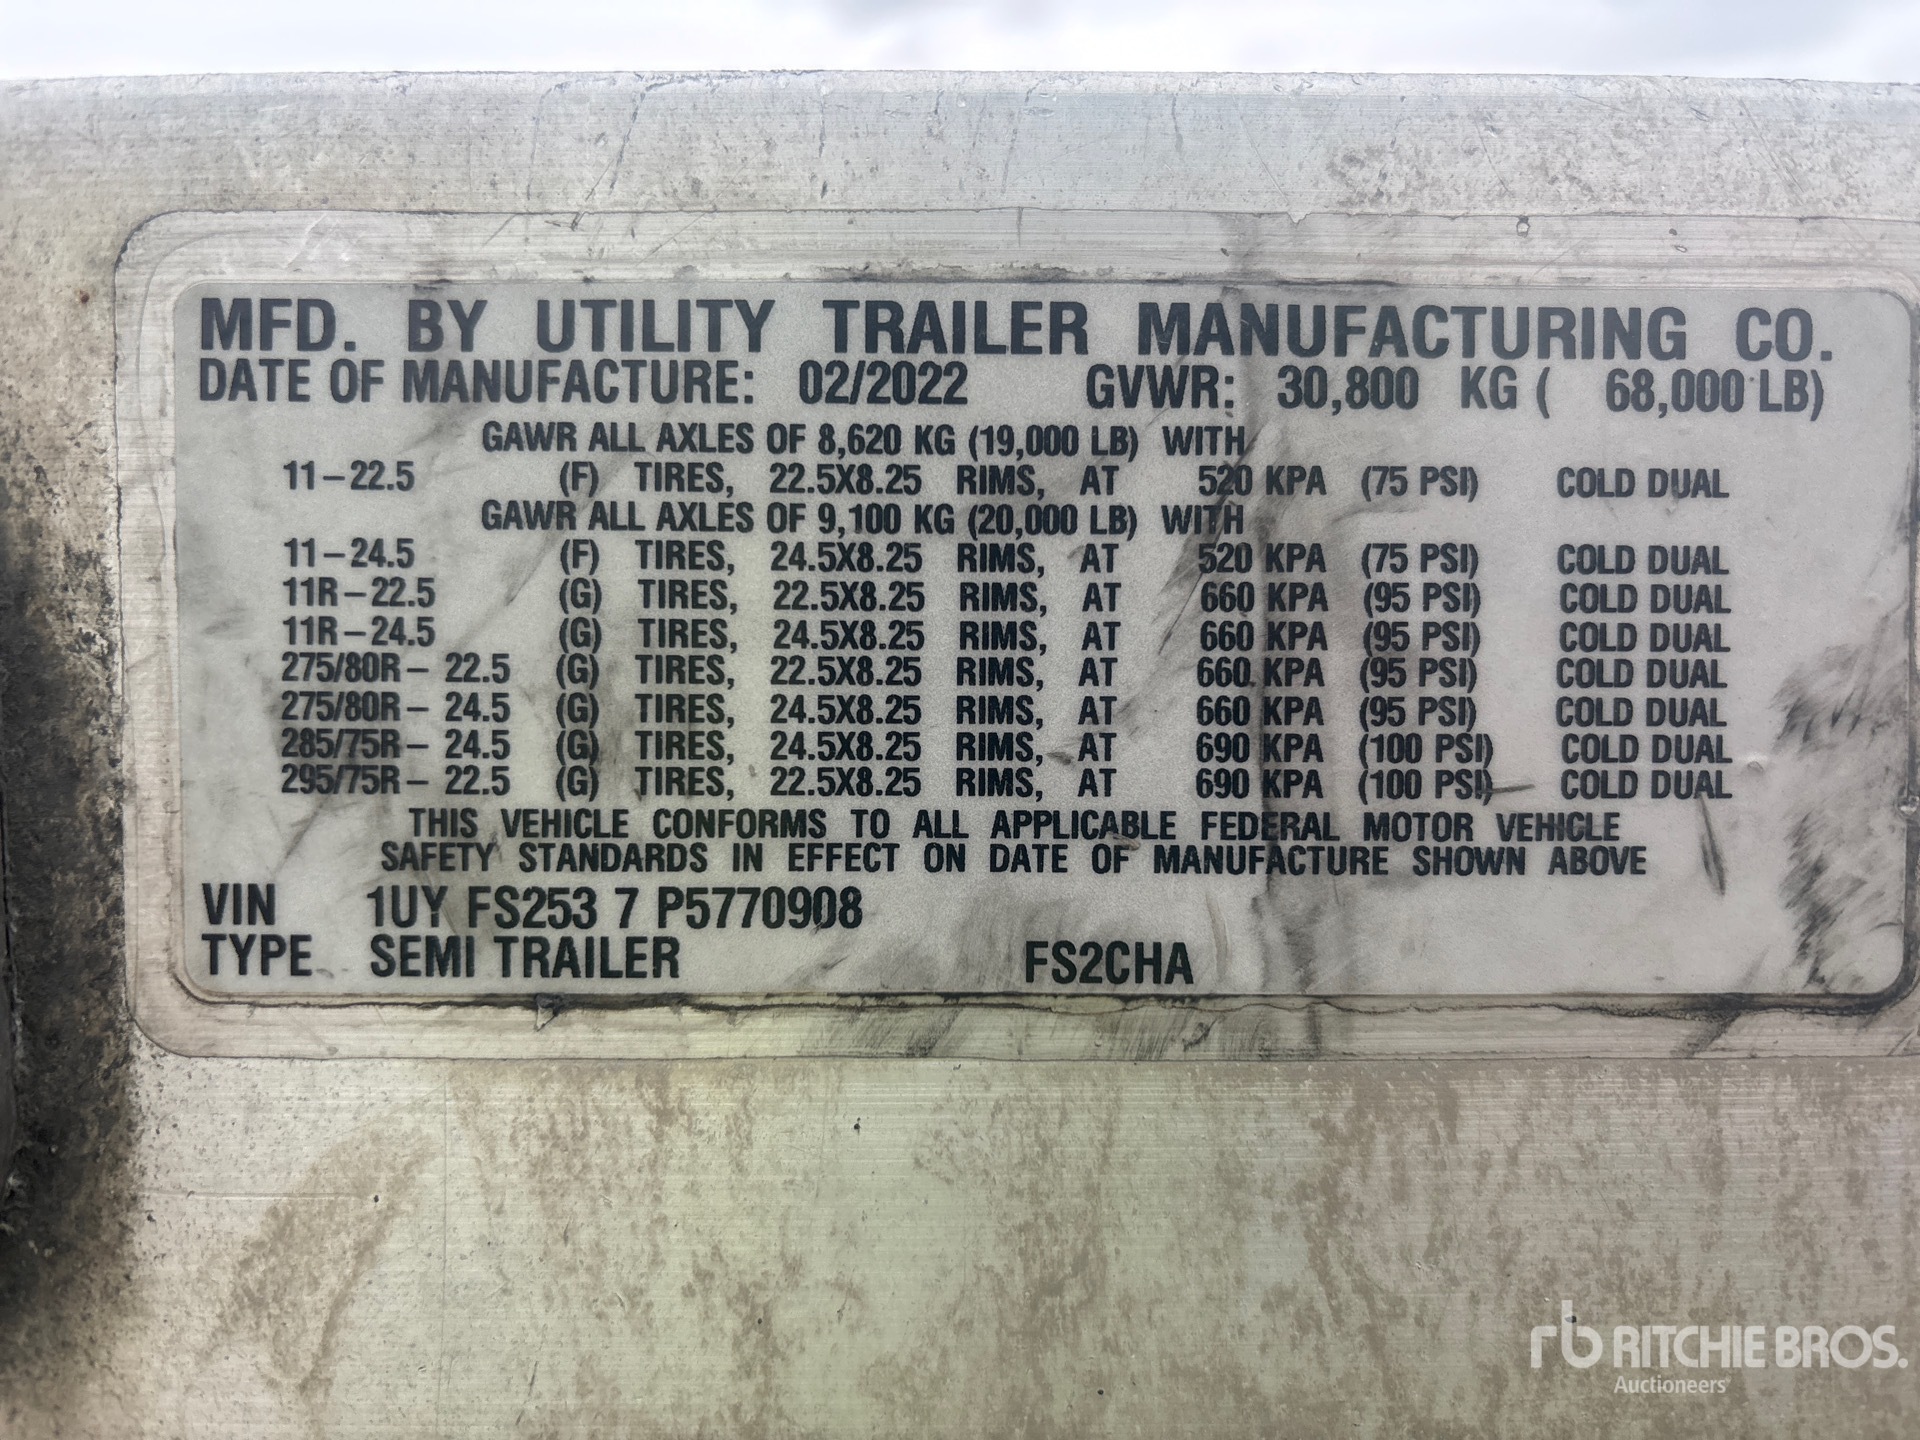 MFD. BY UTILITY TRAILER MANUFACTURING CO.
DATE OF MANUFACTURE: 02/2022 GVWR: 30,800 KG ( 68,000 LB)
GAWR ALL AXLES OF 8,620 KG (19,000 LB) WITH
11-22.5 (F) TIRES, 22.5X8.25 RIMS, AT 520 KPA (75 PSI) COLD DUAL
GAWR ALL AXLES OF 9,100 KG (20,000 LB) WITH
11-24.5 (F) TIRES, 24.5X8.25 RIMS, AT 520 KPA (75 PSI) COLD DUAL
11R-22.5 (G) TIRES, 22.5X8.25 RIMS, AT 660 KPA (95 PSI) COLD DUAL
11R-24.5 (G) TIRES, 24.5X8.25 RIMS, AT 660 KPA (95 PSI) COLD DUAL
275/80R- 22.5 (G) TIRES, 22.5X8.25 RIMS, AT 660 KPA (95 PSI) COLD DUAL
275/80R- 24.5 (G) TIRES, 24.5X8.25 RIMS, AT 660 KPA (95 PSI) COLD DUAL
285/75R- 24.5 (G) TIRES, 24.5X8.25 RIMS, AT 690 KPA (100 PSI) COLD DUAL
295/75R- 22.5 (G) TIRES, 22.5X8.25 RIMS, AT 690 KPA (100 PSI) COLD DUAL
THIS VEHICLE CONFORMS TO ALL APPLICABLE FEDERAL MOTOR VEHICLE
SAFETY STANDARDS IN EFFECT ON DATE OF MANUFACTURE SHOWN ABOVE
VIN 1UY FS253 7 P5770908
TYPE SEMI TRAILER FS2CHA
rb RITCHIE BROS.
Auctioneers